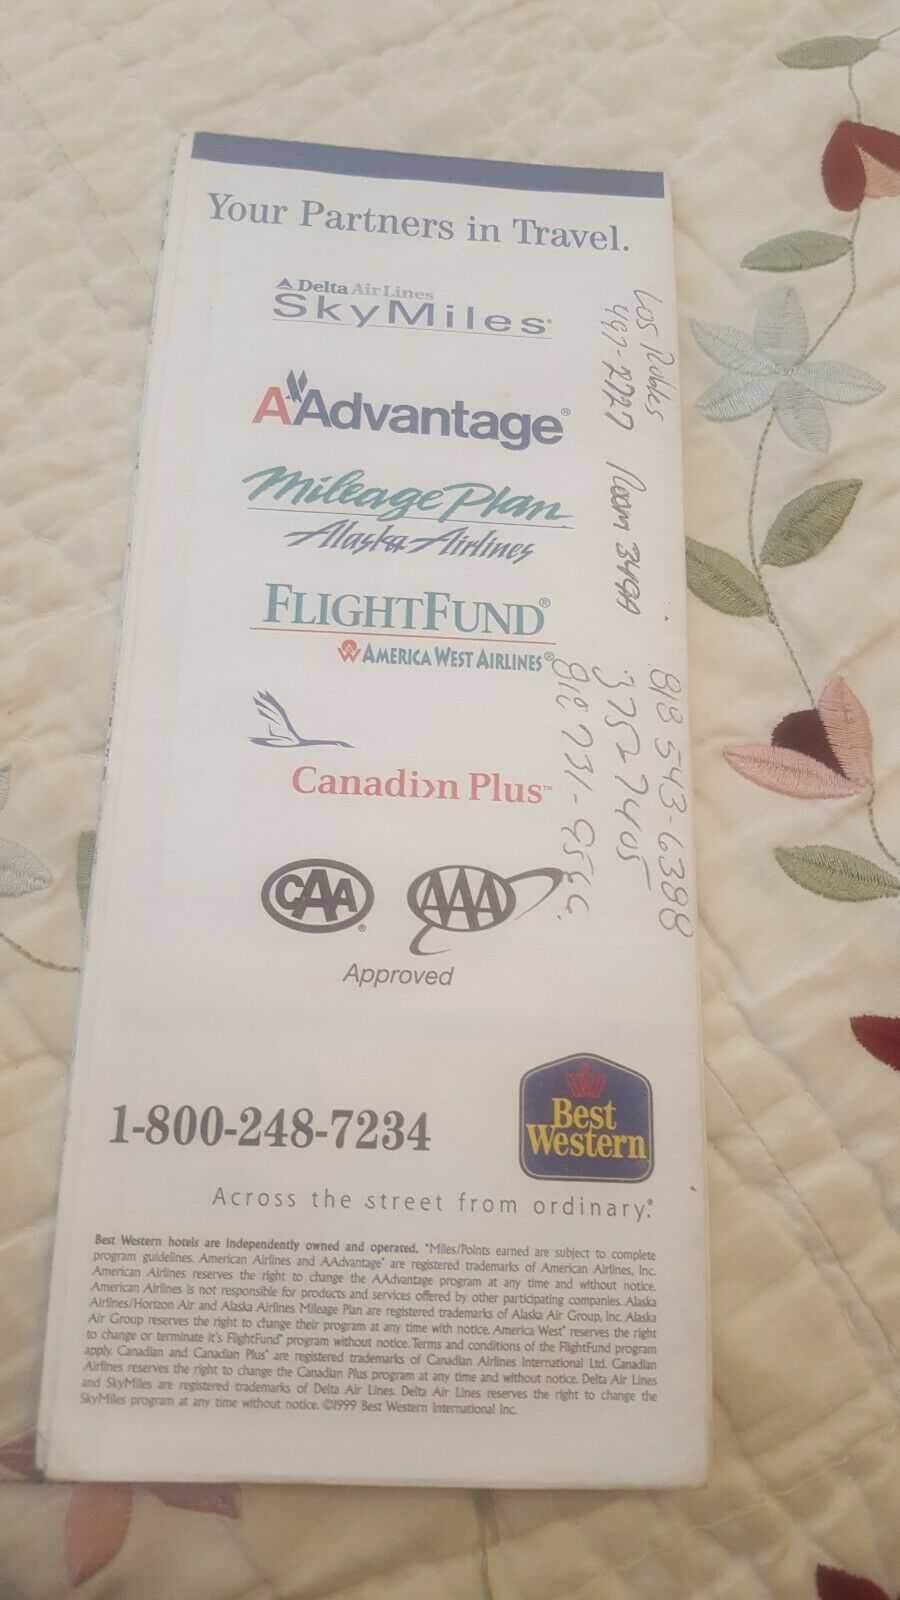 Your Partners in Travel.
Delta Air Lines
SkyMiles®
AAdvantage®
Mileage Plan
Alaska Airlines
FLIGHTFUND®
AMERICA WEST AIRLINES®
Canadi›n Plus™
CAA®
AAA
Approved
Los Robles
497-2727 Room 349A
818 543-6388
375-7405
818 731-9566
1-800-248-7234
Best
Western
Across the street from ordinary.®
Best Western hotels are independently owned and operated. *Miles/Points earned are subject to complete
program guidelines. American Airlines and AAdvantage® are registered trademarks of American Airlines, Inc.
American Airlines reserves the right to change the AAdvantage program at any time and without notice.
American Airlines is not responsible for products and services offered by other participating companies. Alaska
Airlines/Horizon Air and Alaska Airlines Mileage Plan are registered trademarks of Alaska Air Group, Inc. Alaska
Air Group reserves the right to change their program at any time with notice. America West® reserves the right
to change or terminate it's FlightFund® program without notice. Terms and conditions of the FlightFund program
apply. Canadian and Canadian Plus® are registered trademarks of Canadian Airlines International Ltd. Canadian
Airlines reserves the right to change the Canadian Plus program at any time and without notice. Delta Air Lines
and SkyMiles are registered trademarks of Delta Air Lines. Delta Air Lines reserves the right to change the
SkyMiles program at any time without notice. ©1999 Best Western International Inc.